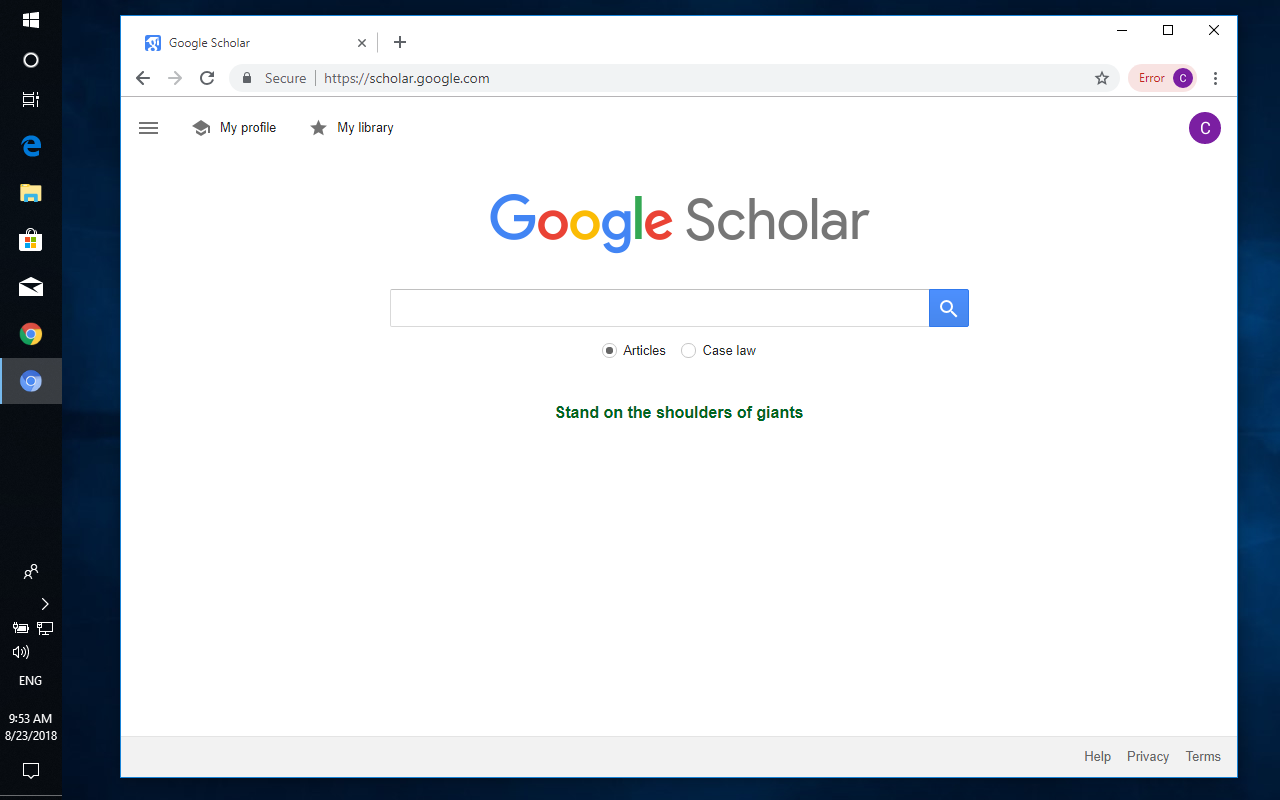 Google Scholar
Secure https://scholar.google.com
Error C
My profile My library C
Google Scholar
Articles Case law
Stand on the shoulders of giants
Help Privacy Terms
ENG
9:53 AM
8/23/2018